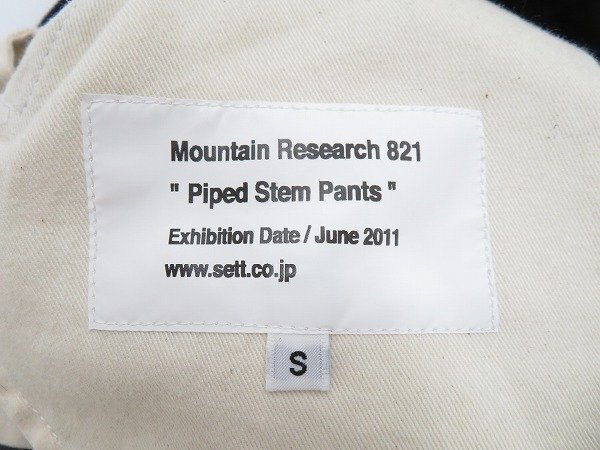 Mountain Research 821
" Piped Stem Pants "
Exhibition Date / June 2011
www.sett.co.jp
S